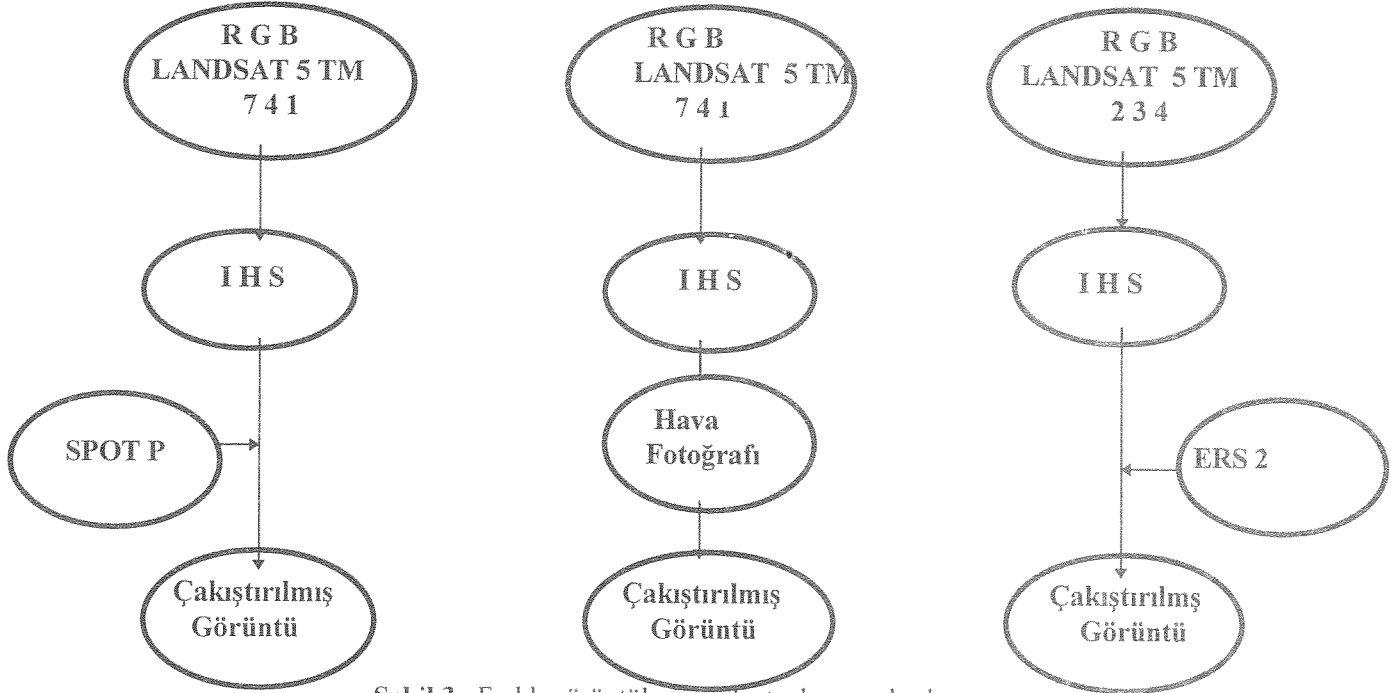 R G B
LANDSAT 5 TM
7 4 1
I H S
SPOT P
Çakıştırılmış
Görüntü
R G B
LANDSAT 5 TM
7 4 1
I H S
Hava
Fotoğrafı
Çakıştırılmış
Görüntü
R G B
LANDSAT 5 TM
2 3 4
I H S
ERS 2
Çakıştırılmş
Görüntü